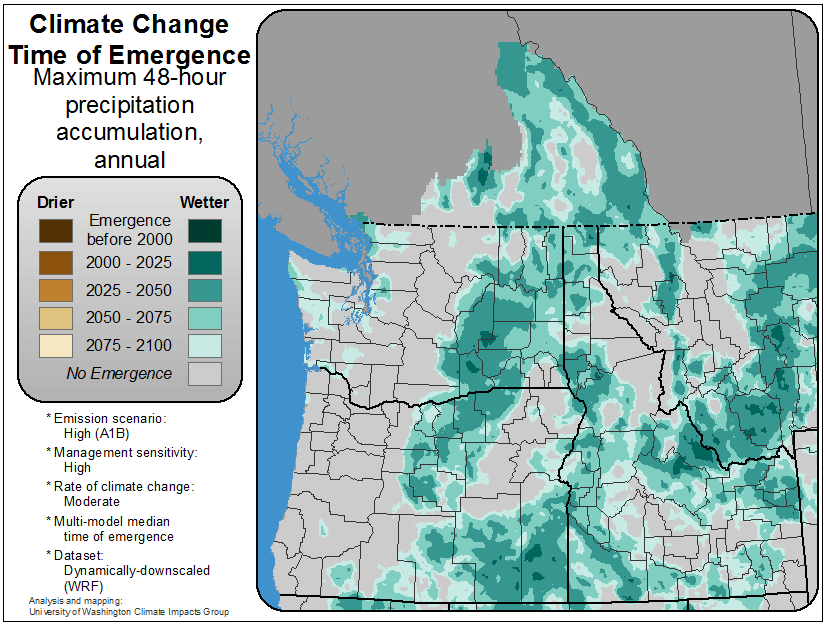 Climate Change
Time of Emergence
Maximum 48-hour
precipitation
accumulation,
annual
Drier Wetter
Emergence
before 2000
2000 - 2025
2025 - 2050
2050 - 2075
2075 - 2100
No Emergence
* Emission scenario:
High (A1B)
* Management sensitivity:
High
* Rate of climate change:
Moderate
* Multi-model median
time of emergence
* Dataset:
Dynamically-downscaled
(WRF)
Analysis and mapping:
University of Washington Climate Impacts Group